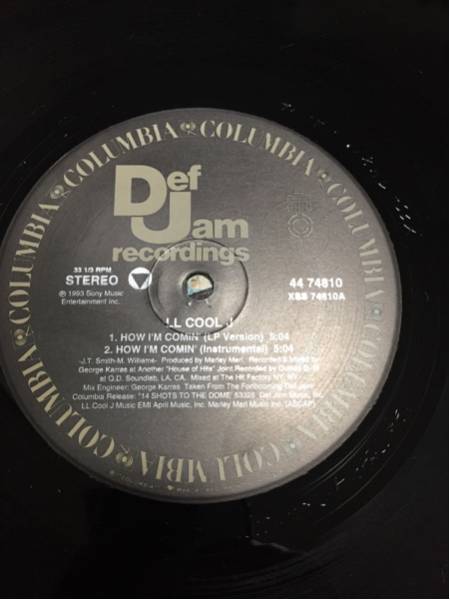 COLUMBIA COLUMBIA COLUMBIA COLUMBIA COLUMBIA COLUMBIA COLUMBIA
Def
Jam
recordings
33 1/3 RPM
STEREO
℗ 1993 Sony Music
Entertainment Inc.
44 74810
XSS 74810A
L.L COOL J
1. HOW I'M COMIN' (LP Version) 5:04
2. HOW I'M COMIN' (Instrumental) 5:04
-J.T. Smith-M. Williams- Produced by Marley Marl. Recorded & Mixed by
George Karras at Another "House of Hits" Joint Recorded by
at Q.D. Soundlab, LA, CA. Mixed at The Hit Factory, NY, NY
Mix Engineer: George Karras Taken From The Forthcoming Def Jam/
Columbia Release: "14 SHOTS TO THE DOME" 53325 Def Jam Music, Inc.
LL Cool J Music EMI April Music, Inc. Marley Marl Music Inc. (ASCAP)